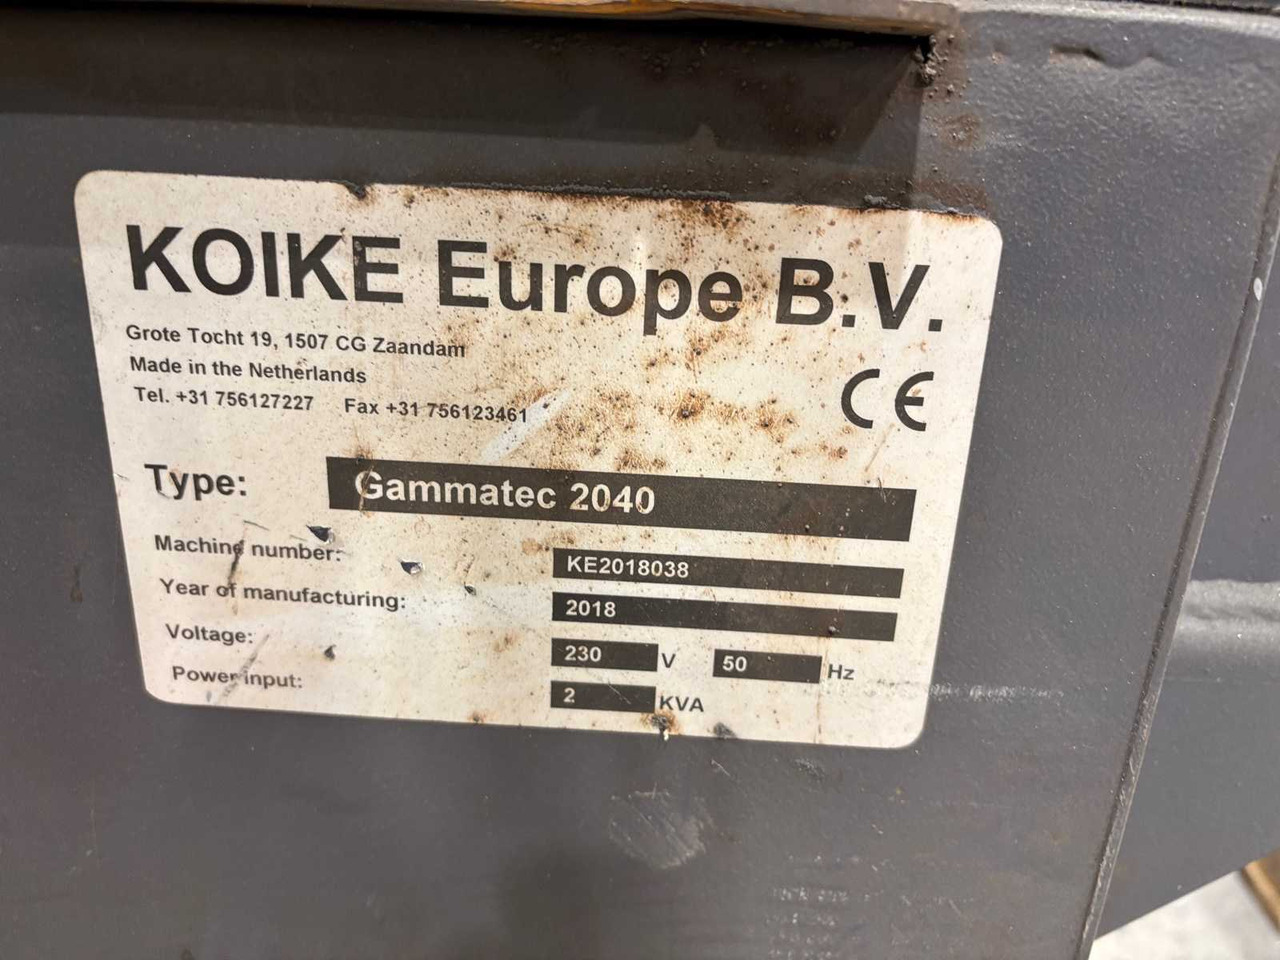 KOIKE Europe B.V.
Grote Tocht 19, 1507 CG Zaandam
Made in the Netherlands
Tel. +31 756127227 Fax +31 756123461
CE
Type: Gammatec 2040
Machine number: KE2018038
Year of manufacturing: 2018
Voltage: 230 V 50 Hz
Power input: 2 KVA